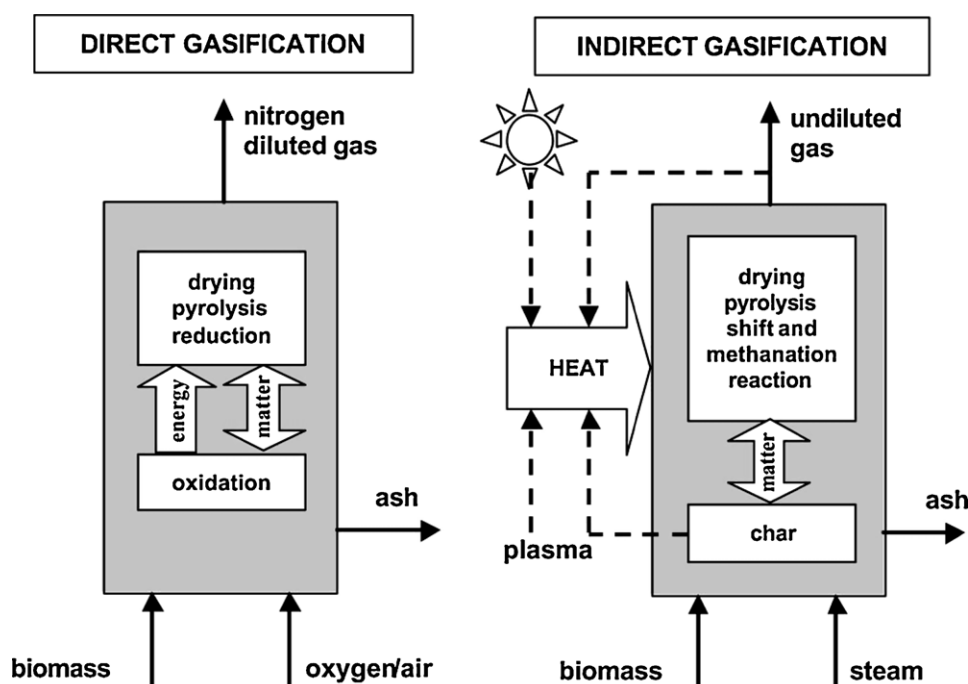 DIRECT GASIFICATION
nitrogen
diluted gas
drying
pyrolysis
reduction
energy
matter
oxidation
ash
biomass
oxygen/air
INDIRECT GASIFICATION
undiluted
gas
HEAT
drying
pyrolysis
shift and
methanation
reaction
matter
char
ash
plasma
biomass
steam